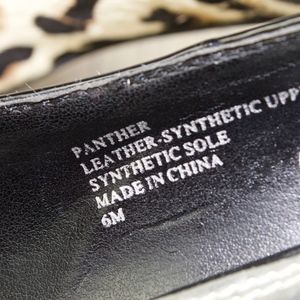 PANTHER
LEATHER-SYNTHETIC UPP
SYNTHETIC SOLE
MADE IN CHINA
6M